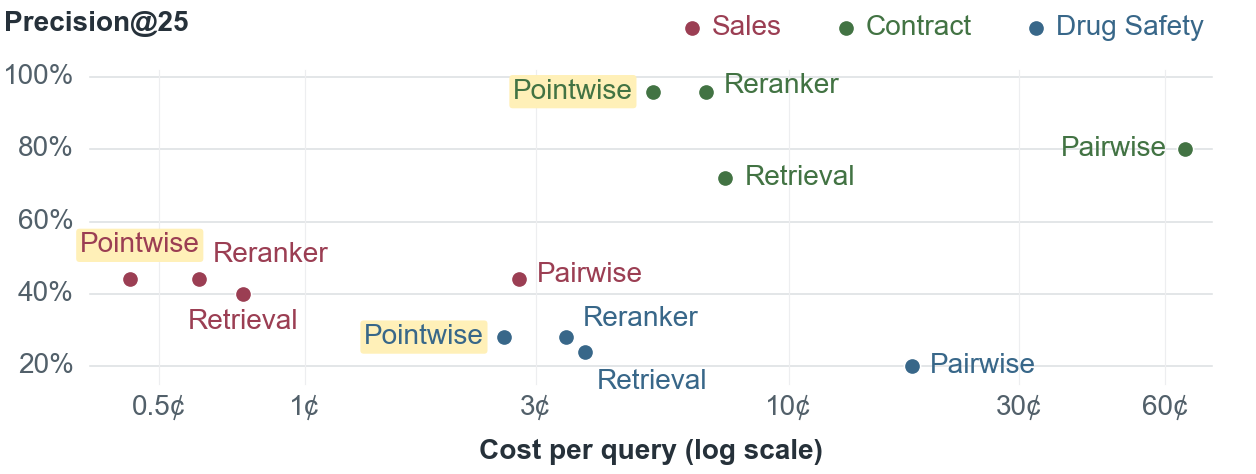 Precision@25
Sales
Contract
Drug Safety
100%
Pointwise
Reranker
80%
Pairwise
Retrieval
60%
Pointwise
Reranker
Pairwise
40%
Retrieval
Reranker
Pointwise
20%
Pairwise
Retrieval
0.5¢
1¢
3¢
10¢
30¢
60¢
Cost per query (log scale)